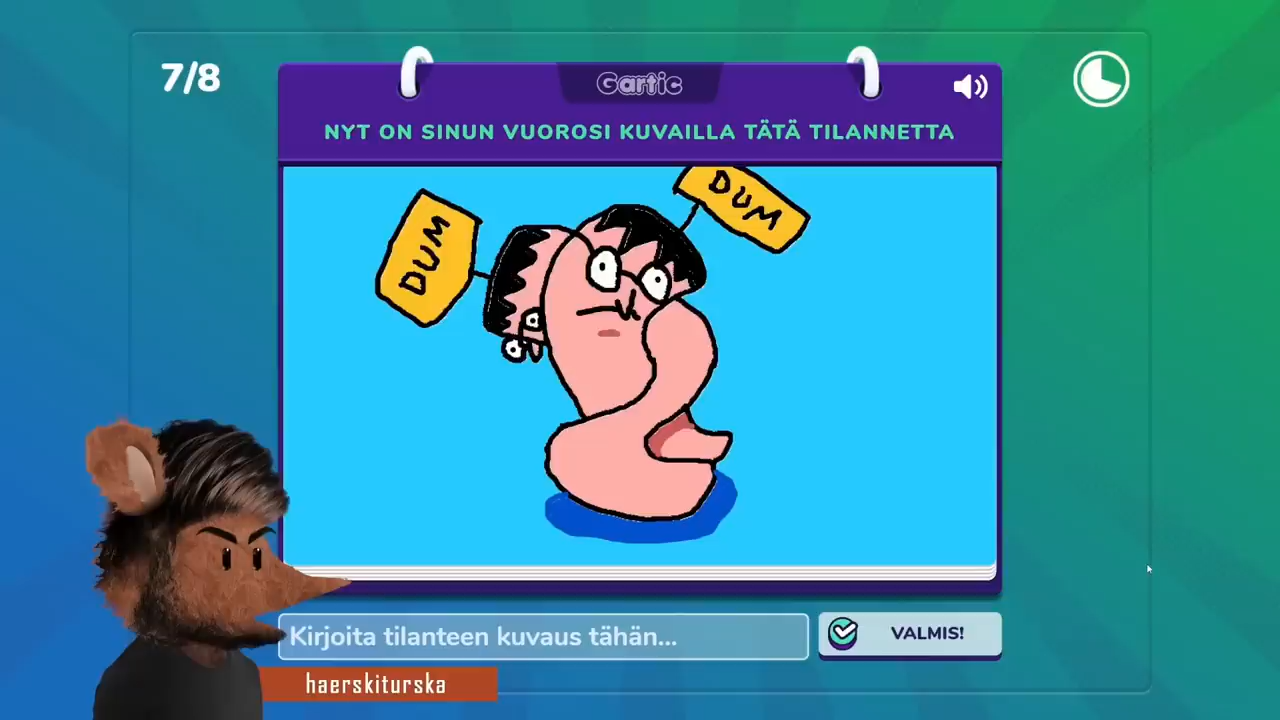 7/8
Gartic
NYT ON SINUN VUOROSI KUVAILLA TÄTÄ TILANNETTA
DUM
DUM
Kirjoita tilanteen kuvaus tähän...
VALMIS!
haerskiturska